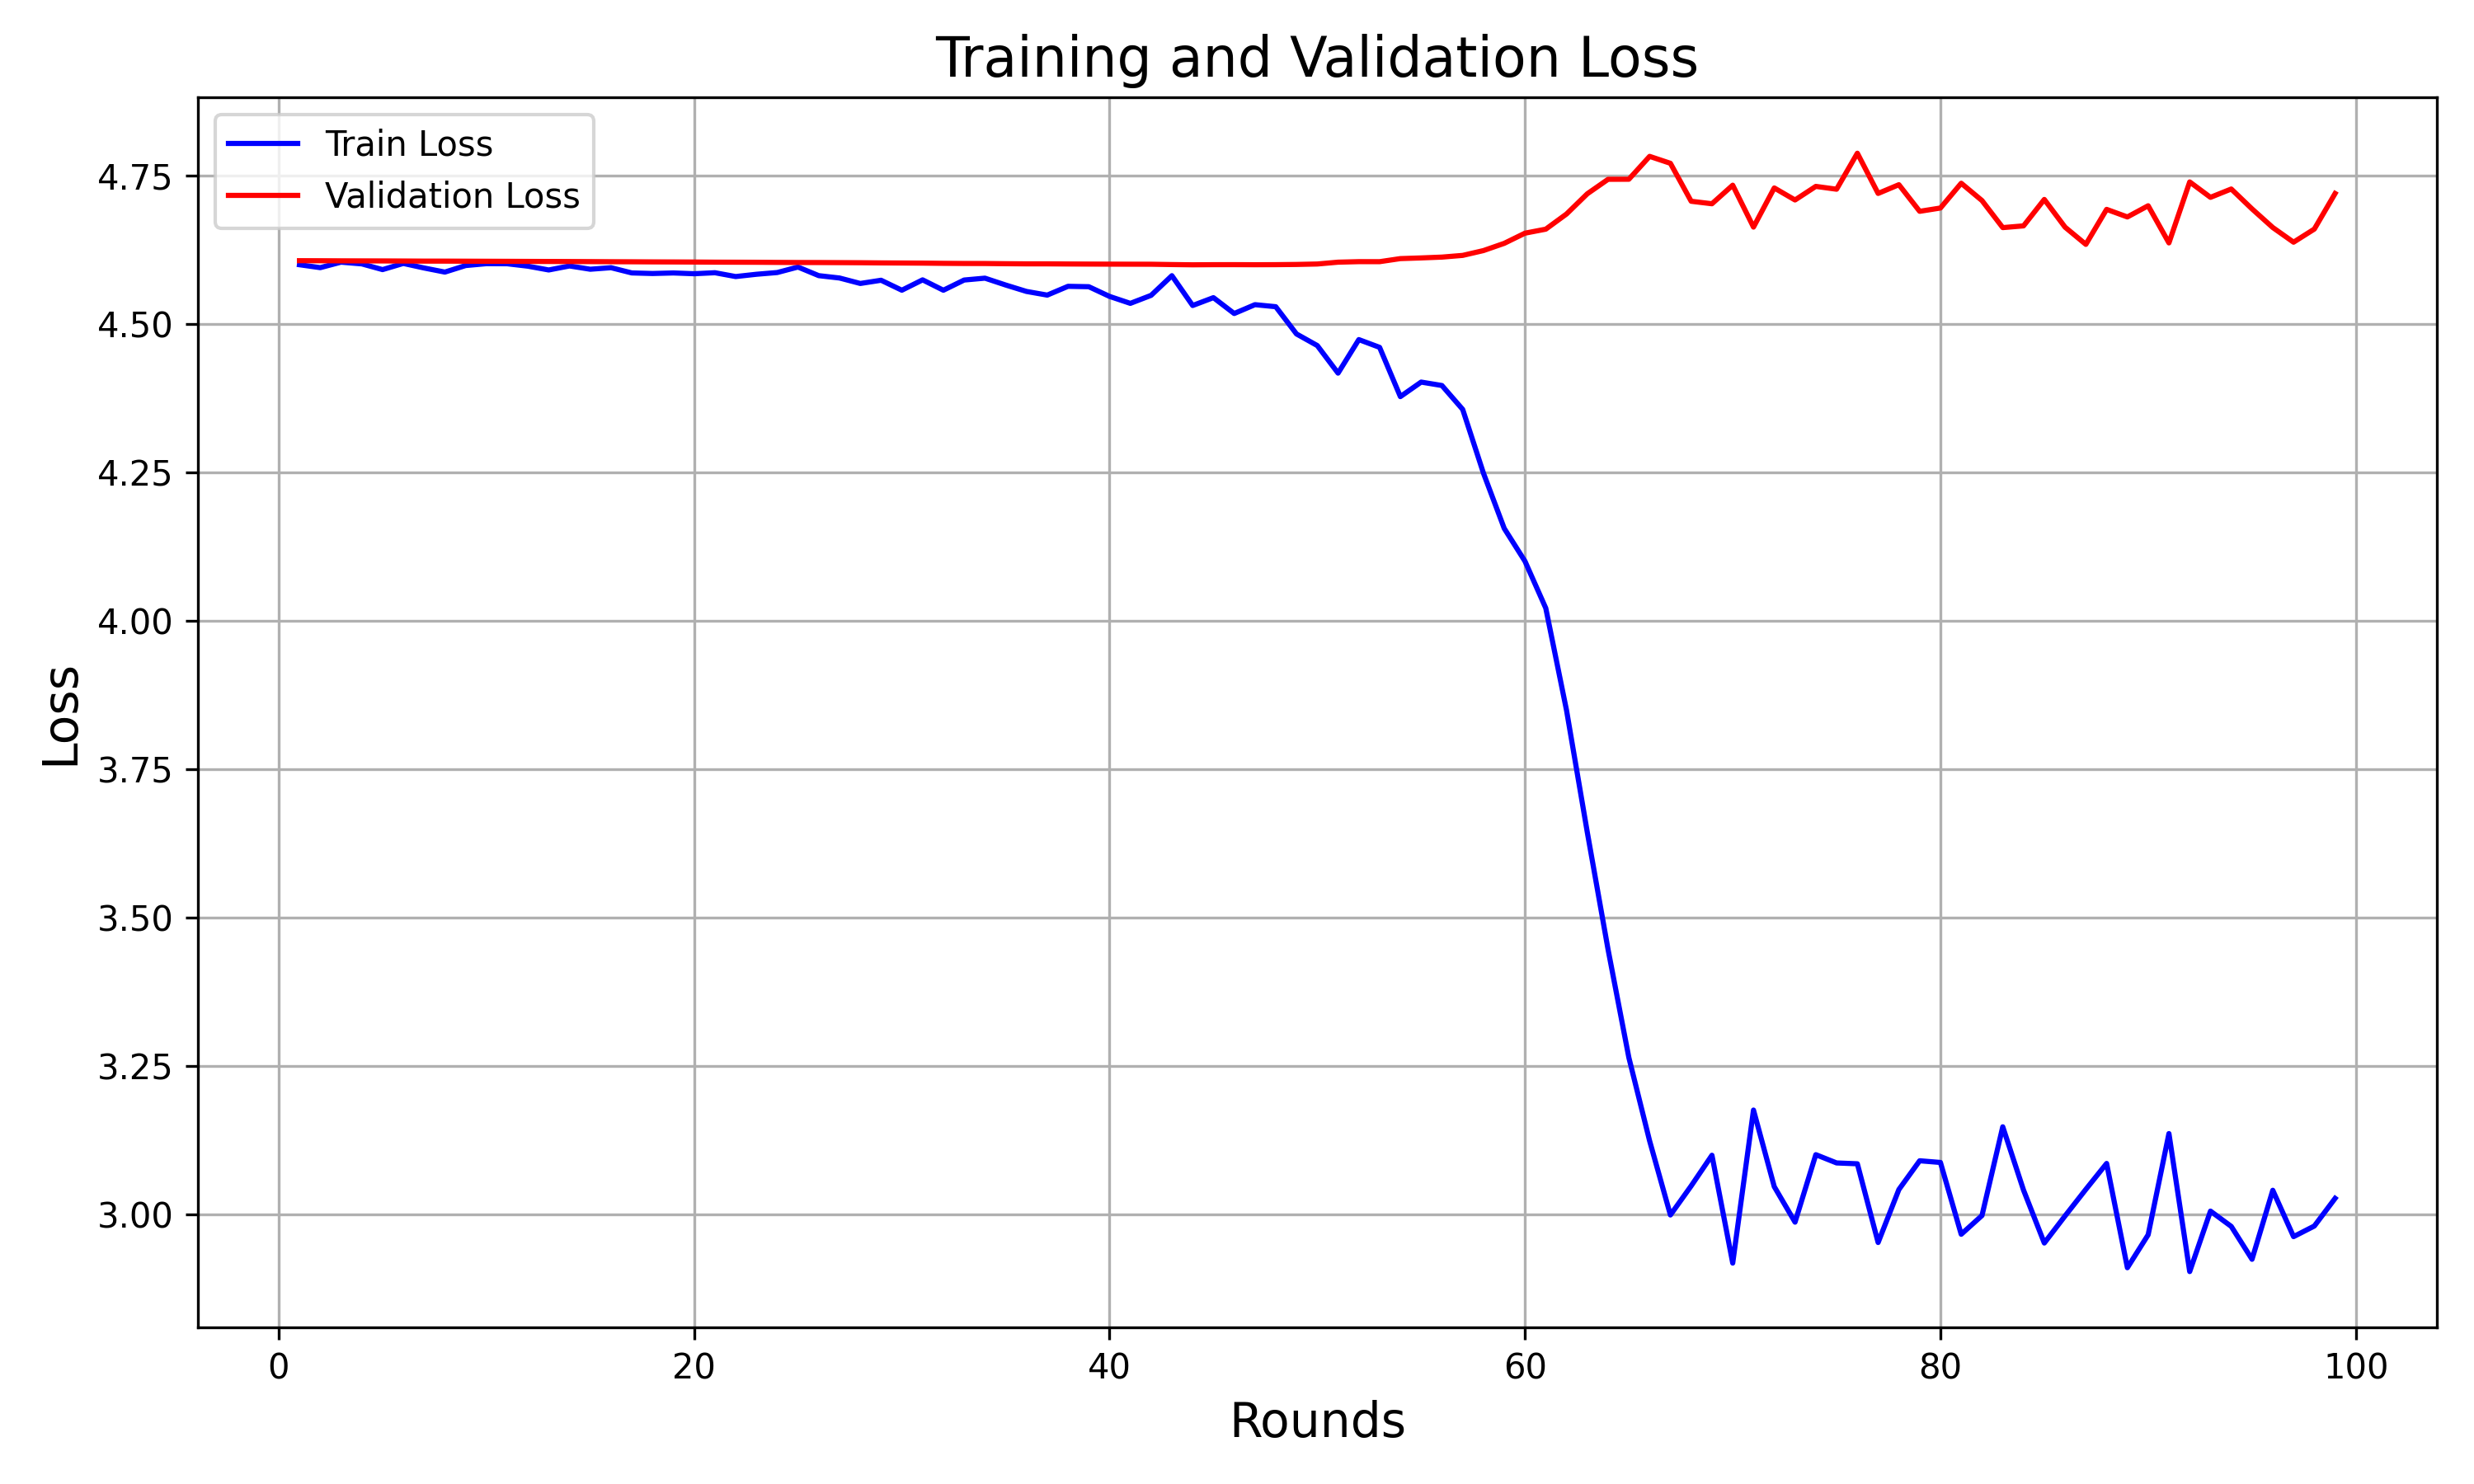 Training and Validation Loss
Train Loss
Validation Loss
4.75
4.50
4.25
4.00
3.75
3.50
3.25
3.00
Loss
0 20 40 60 80 100
Rounds